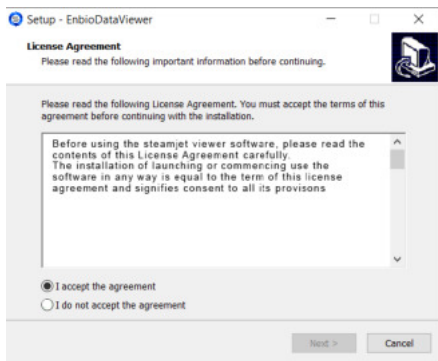 Setup - EnbioDataViewer
License Agreement
Please read the following important information before continuing.
Please read the following License Agreement. You must accept the terms of this
agreement before continuing with the installation.
Before using the steamjet viewer software, please read the
contents of this License Agreement carefully.
The installation of launching or commencing use the
software in any way is equal to the term of this license
agreement and signifies consent to all its provisons
I accept the agreement
I do not accept the agreement
Next >
Cancel